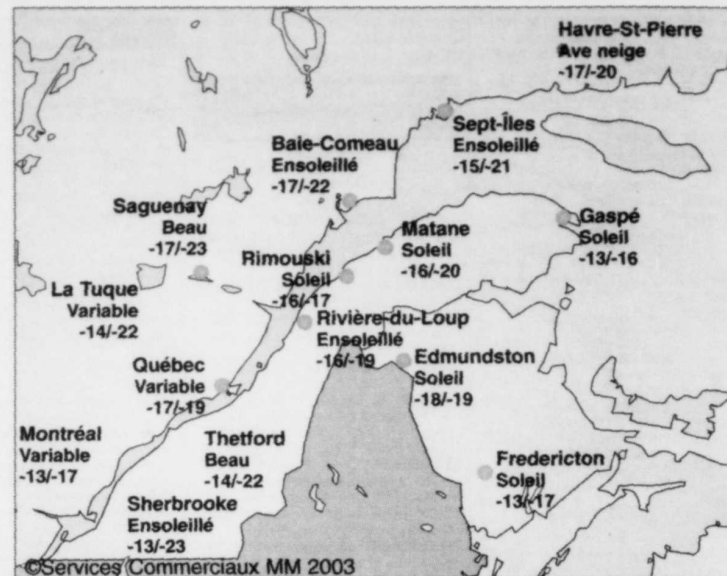 Havre-St-Pierre
Ave neige
-17/-20
Sept-Îles
Ensoleillé
-15/-21
Baie-Comeau
Ensoleillé
-17/-22
Saguenay
Beau
-17/-23
Matane
Soleil
-16/-20
Gaspé
Soleil
-13/-16
Rimouski
Soleil
-16/-17
La Tuque
Variable
-14/-22
Rivière-du-Loup
Ensoleillé
-16/-19
Québec
Variable
-17/-19
Edmundston
Soleil
-18/-19
Montréal
Variable
-13/-17
Thetford
Beau
-14/-22
Fredericton
Soleil
-13/-17
Sherbrooke
Ensoleillé
-13/-23
©Services Commerciaux MM 2003